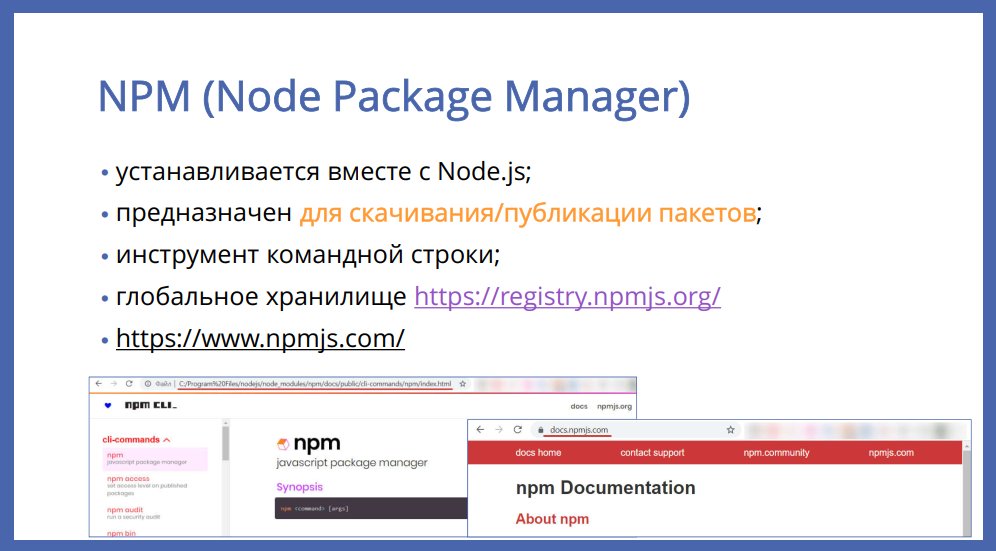 NPM (Node Package Manager)
• устанавливается вместе с Node.js;
• предназначен для скачивания/публикации пакетов;
• инструмент командной строки;
• глобальное хранилище https://registry.npmjs.org/
• https://www.npmjs.com/
Файл | C:/Program%20Files/nodejs/node_modules/npm/docs/public/cli-commands/npm/index.html
npm cli_
docs npmjs.org
cli-commands
npm
javascript package manager
npm access
set access level on published
packages
npm audit
run a security audit
npm bin
npm
javascript package manager
Synopsis
npm <command> [args]
docs.npmjs.com
docs home contact support npm.community npmjs.com
npm Documentation
About npm